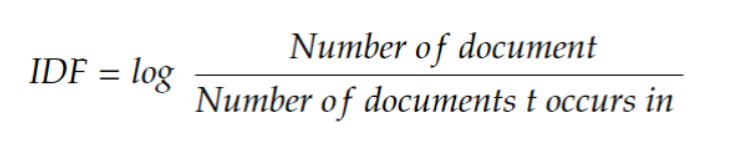 IDF = log Number of document
Number of documents t occurs in